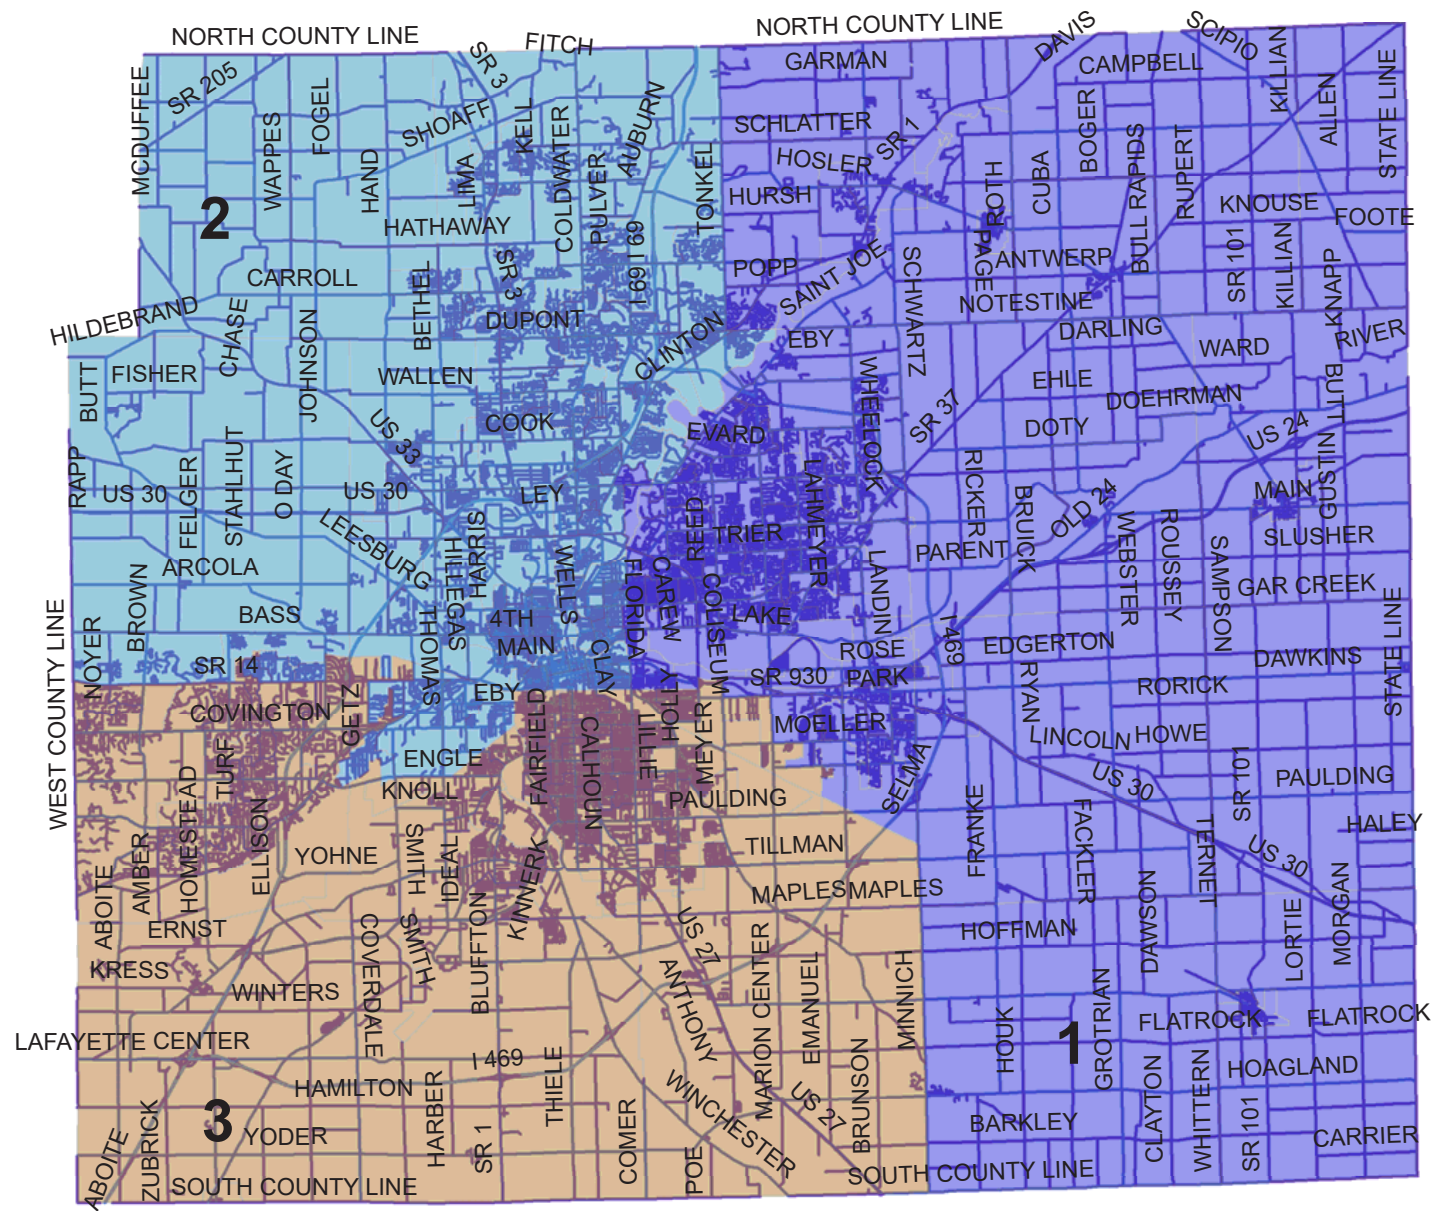 NORTH COUNTY LINE
NORTH COUNTY LINE
FITCH
SR 3
DAVIS
SCIPIO
KILLIAN
GARMAN
CAMPBELL
STATE LINE
MCDUFFEE
SR 205
FOGEL
WAPPES
HAND
SHOAFF
LIMA
KELL
COLDWATER
PULVER
AUBURN
TONKEL
SCHLATTER
HOSLER
SR 1
HURSH
ROTH
CUBA
BOGER
BULL RAPIDS
RUPERT
ALLEN
KNOUSE
FOOTE
2
HATHAWAY
I 69
I 69
CARROLL
BETHEL
SR 3
POPP
SAINT JOE
SCHWARTZ
PAGE
ANTWERP
NOTESTINE
SR 101
KILLIAN
KNAPP
HILDEBRAND
CHASE
JOHNSON
DUPONT
CLINTON
EBY
DARLING
WARD
RIVER
BUTT
FISHER
WALLEN
WHEELOCK
EHLE
DOEHRMAN
BUTT
US 33
COOK
EVARD
SR 37
DOTY
US 24
RAPP
US 30
FELGER
STAHLHUT
O DAY
US 30
LEY
REED
TRIER
LAHMEYER
RICKER
BRUICK
OLD 24
MAIN
GUSTIN
LEESBURG
HILLEGAS
HARRIS
WELLS
PARENT
WEBSTER
ROUSSEY
SAMPSON
SLUSHER
ARCOLA
FLORIDA
CAREW
COLISEUM
LANDIN
GAR CREEK
WEST COUNTY LINE
NOYER
BROWN
BASS
THOMAS
4TH
MAIN
CLAY
LAKE
ROSE
I 469
EDGERTON
DAWKINS
STATE LINE
SR 14
EBY
HOLLY
SR 930
PARK
RYAN
RORICK
COVINGTON
GETZ
FAIRFIELD
CALHOUN
TILLIE
MEYER
MOELLER
LINCOLN
HOWE
TURF
ENGLE
SELMA
US 30
SR 101
PAULDING
HOMESTEAD
ELLISON
KNOLL
PAULDING
FRANKE
FACKLER
TERNET
HALEY
AMBER
ABOITE
YOHNE
SMITH
IDEAL
KINNERK
TILLMAN
US 30
MAPLES
MAPLES
DAWSON
LORTIE
MORGAN
ERNST
COVERDALE
SMITH
BLUFFTON
US 27
HOFFMAN
KRESS
WINTERS
ANTHONY
MARION CENTER
EMANUEL
MINNICH
HOUK
GROTRIAN
1
FLATROCK
FLATROCK
LAFAYETTE CENTER
I 469
THIELE
HAMILTON
HARBER
WINCHESTER
US 27
BRUNSON
HOAGLAND
CLAYTON
WHITTERN
SR 101
3
ZUBRICK
YODER
ABOITE
SR 1
COMER
POE
BARKLEY
CARRIER
SOUTH COUNTY LINE
SOUTH COUNTY LINE